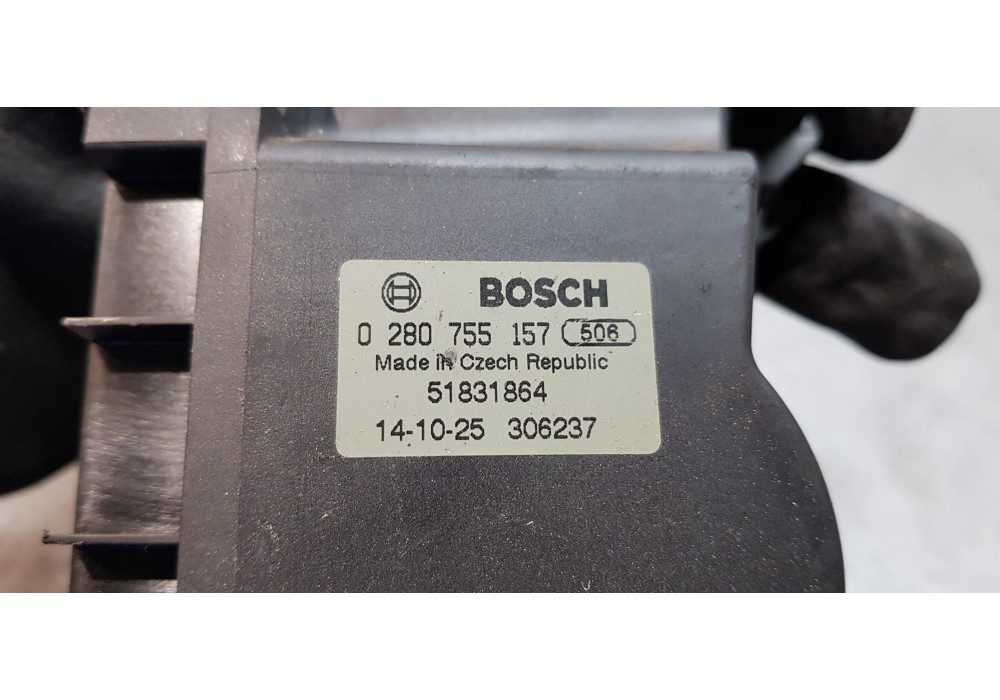 BOSCH
0 280 755 157 506
Made in Czech Republic
51831864
14-10-25 306237